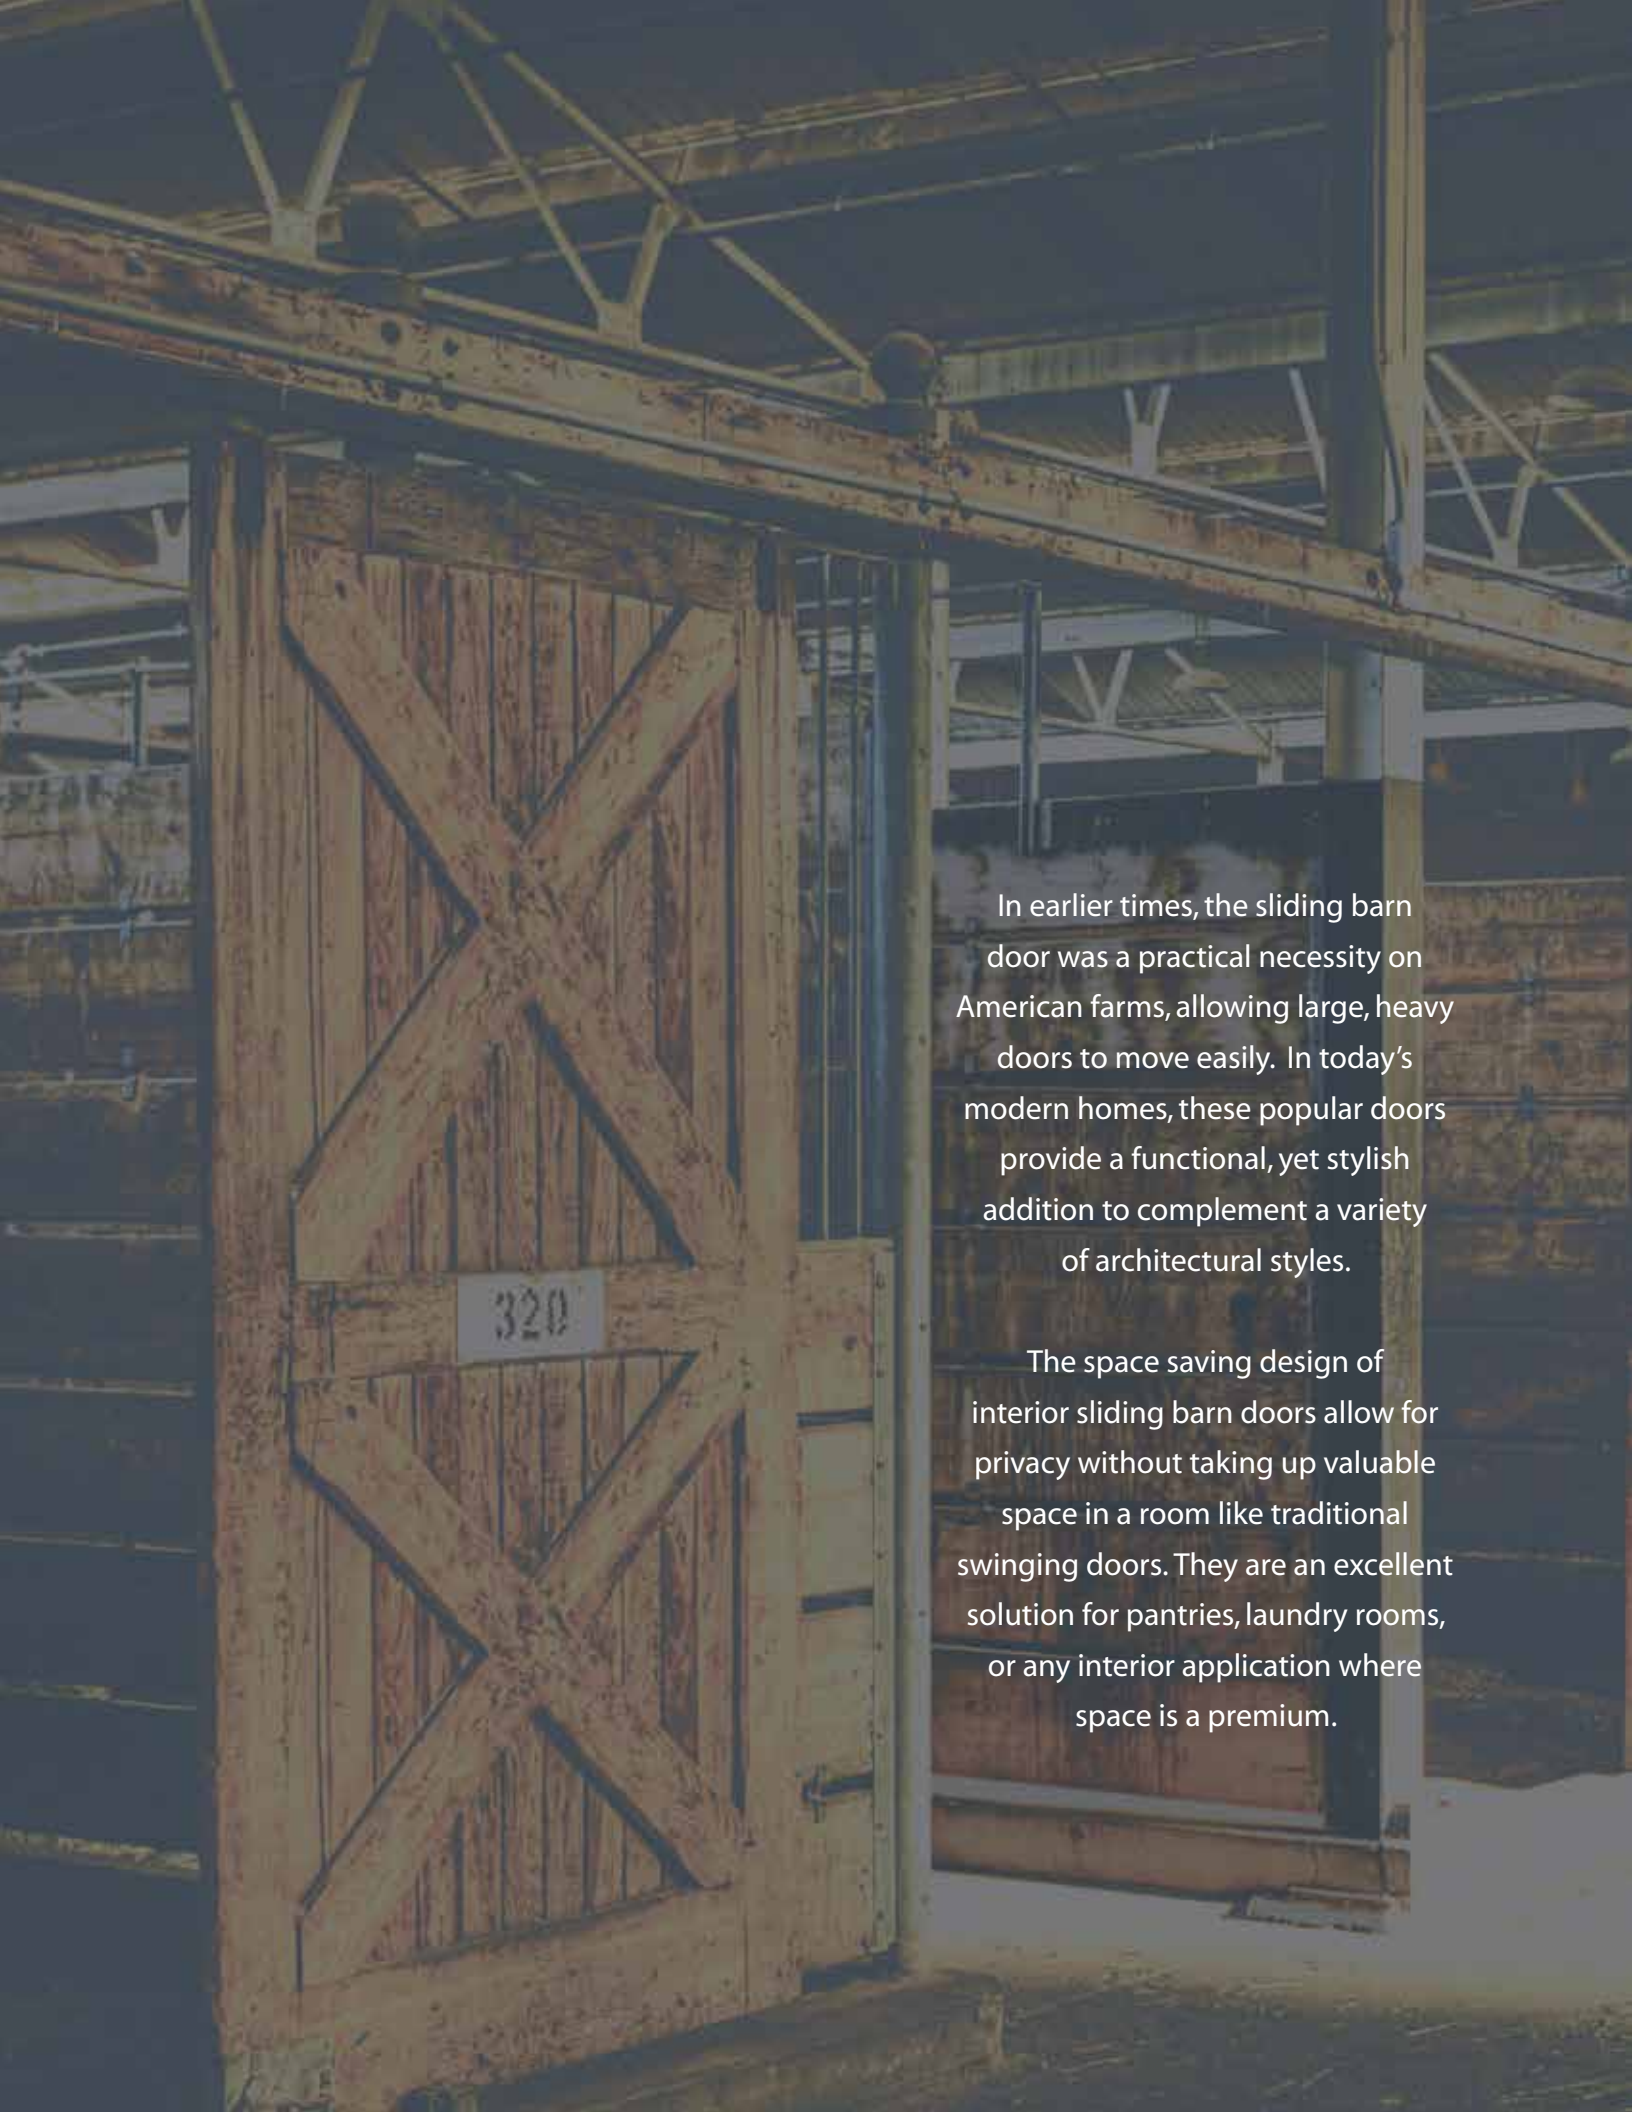 In earlier times, the sliding barn
door was a practical necessity on
American farms, allowing large, heavy
doors to move easily.  In today’s
modern homes, these popular doors
provide a functional, yet stylish
addition to complement a variety
of architectural styles.
320
The space saving design of
interior sliding barn doors allow for
privacy without taking up valuable
space in a room like traditional
swinging doors. They are an excellent
solution for pantries, laundry rooms,
or any interior application where
space is a premium.